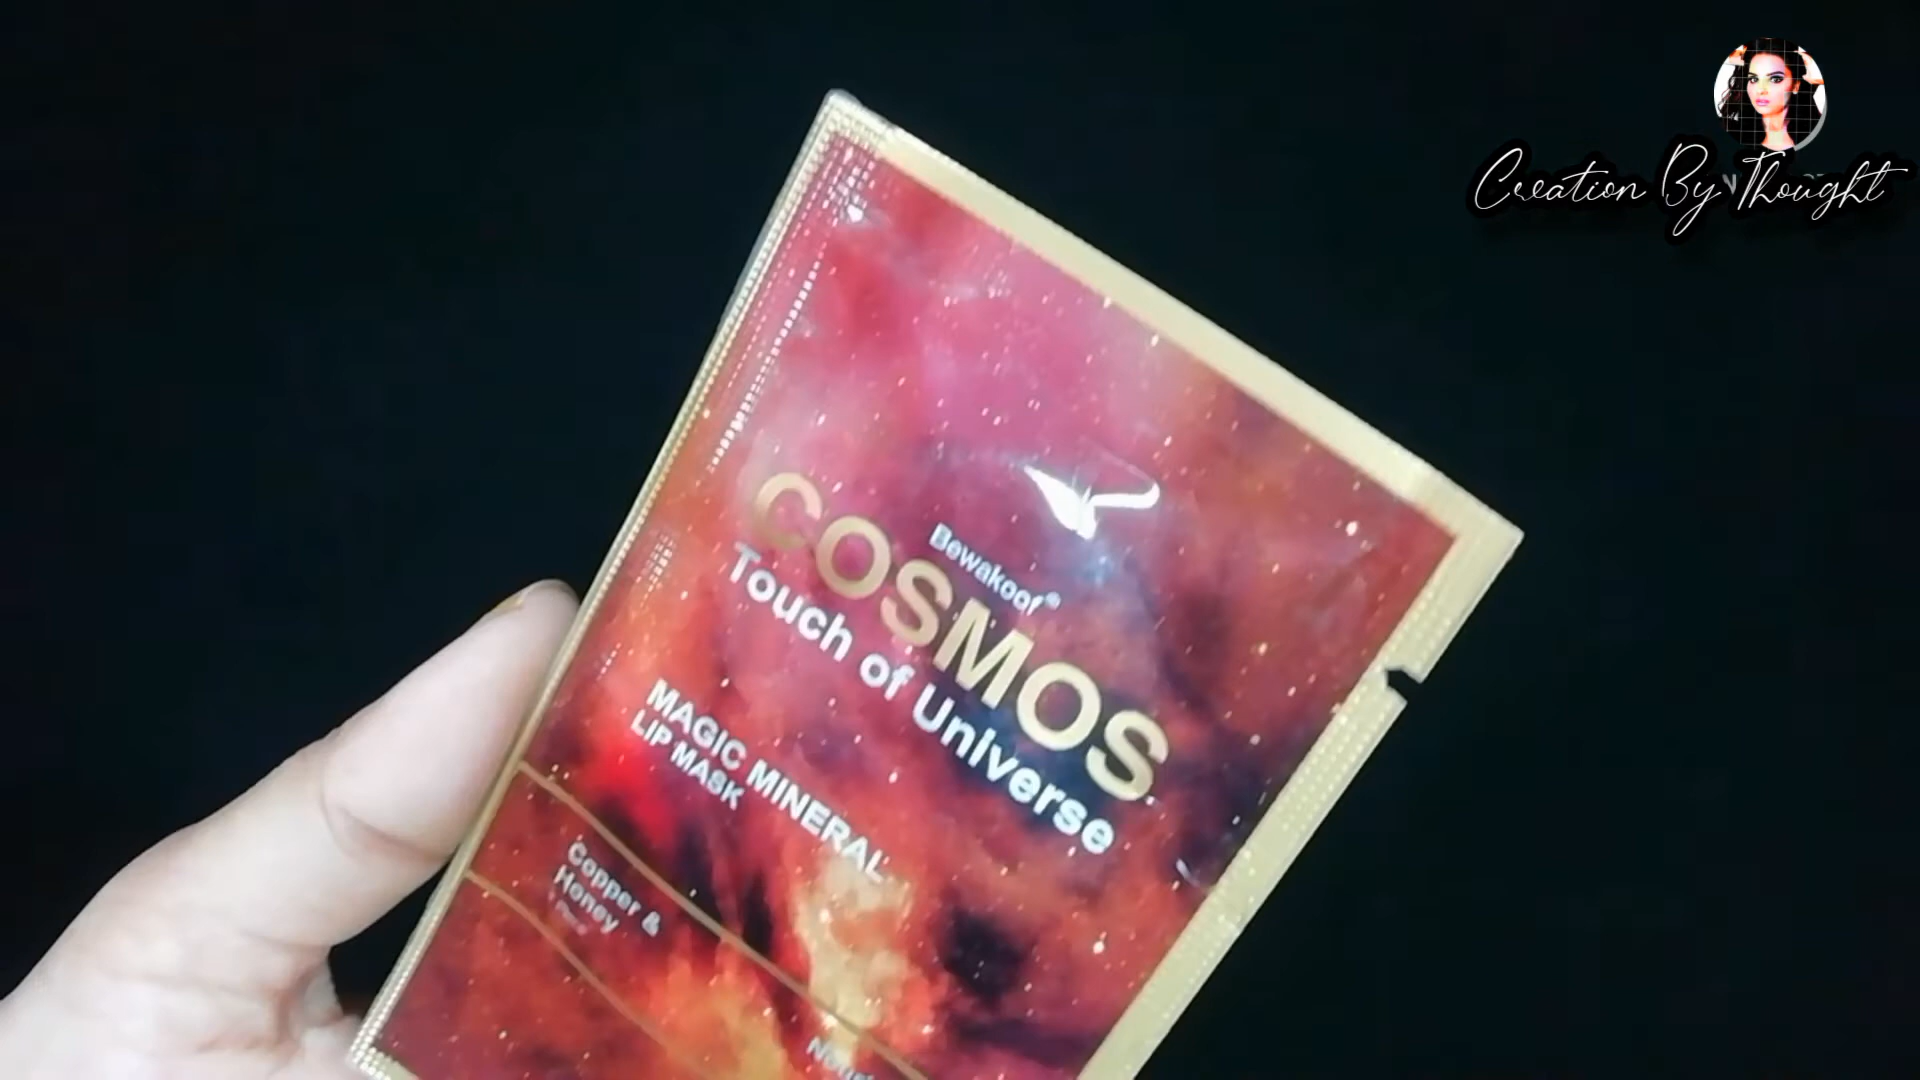 Creation By Thought
Bewakoof®
COSMOS
Touch of Universe
MAGIC MINERAL
LIP MASK
Copper &
Honey